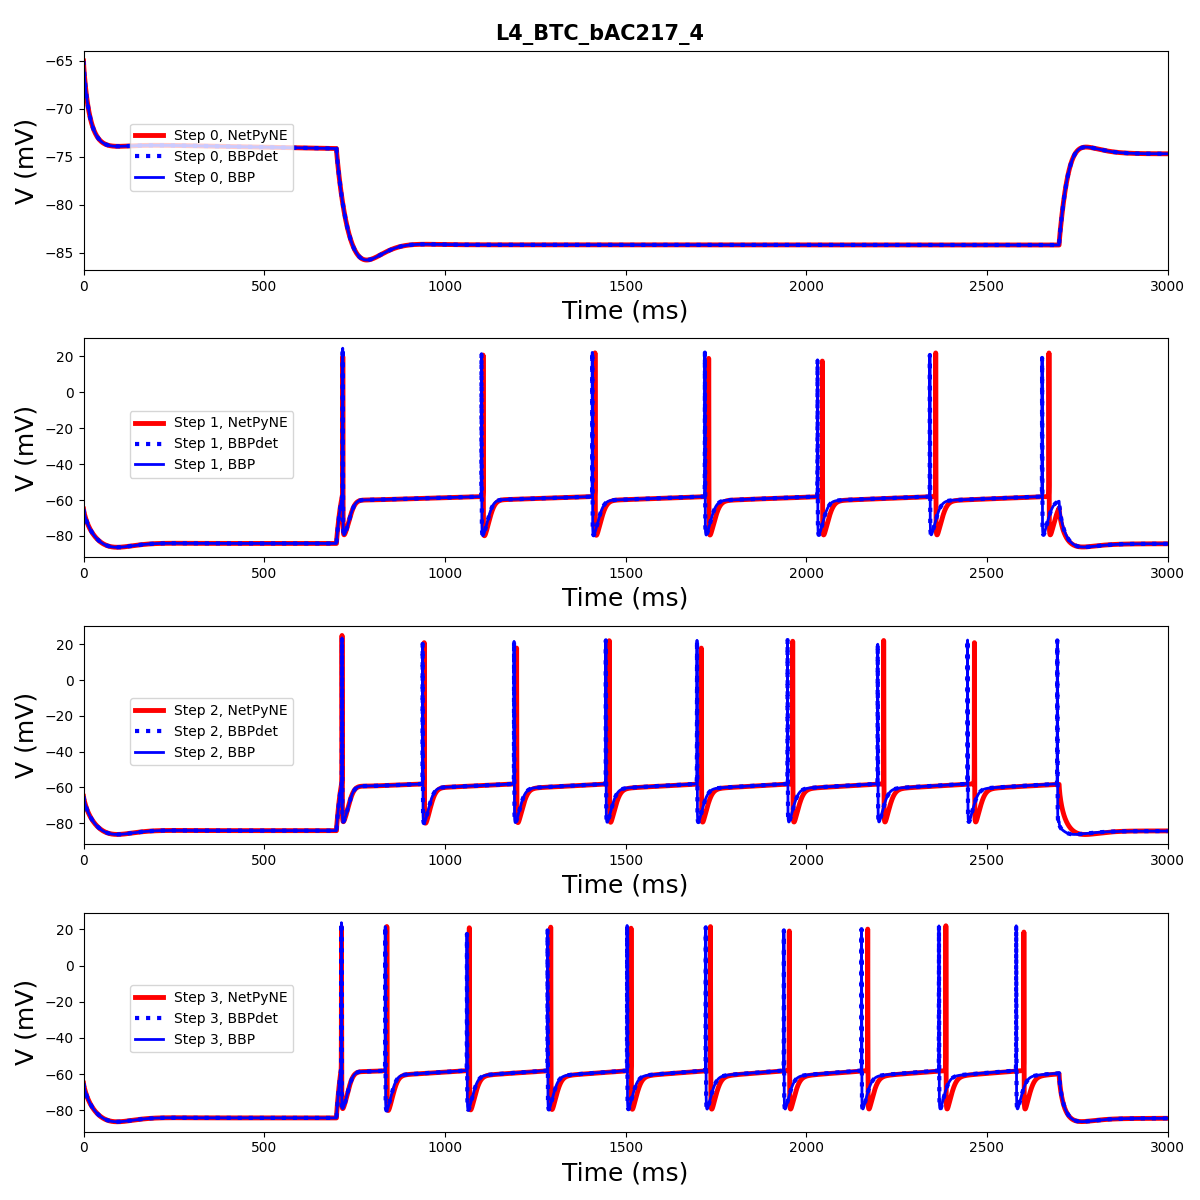 L4_BTC_bAC217_4
V (mV)
−65
−70
−75
−80
−85
Step 0, NetPyNE
Step 0, BBPdet
Step 0, BBP
0 500 1000 1500 2000 2500 3000
Time (ms)
V (mV)
20
0
−20
−40
−60
−80
Step 1, NetPyNE
Step 1, BBPdet
Step 1, BBP
0 500 1000 1500 2000 2500 3000
Time (ms)
V (mV)
20
0
−20
−40
−60
−80
Step 2, NetPyNE
Step 2, BBPdet
Step 2, BBP
0 500 1000 1500 2000 2500 3000
Time (ms)
V (mV)
20
0
−20
−40
−60
−80
Step 3, NetPyNE
Step 3, BBPdet
Step 3, BBP
0 500 1000 1500 2000 2500 3000
Time (ms)